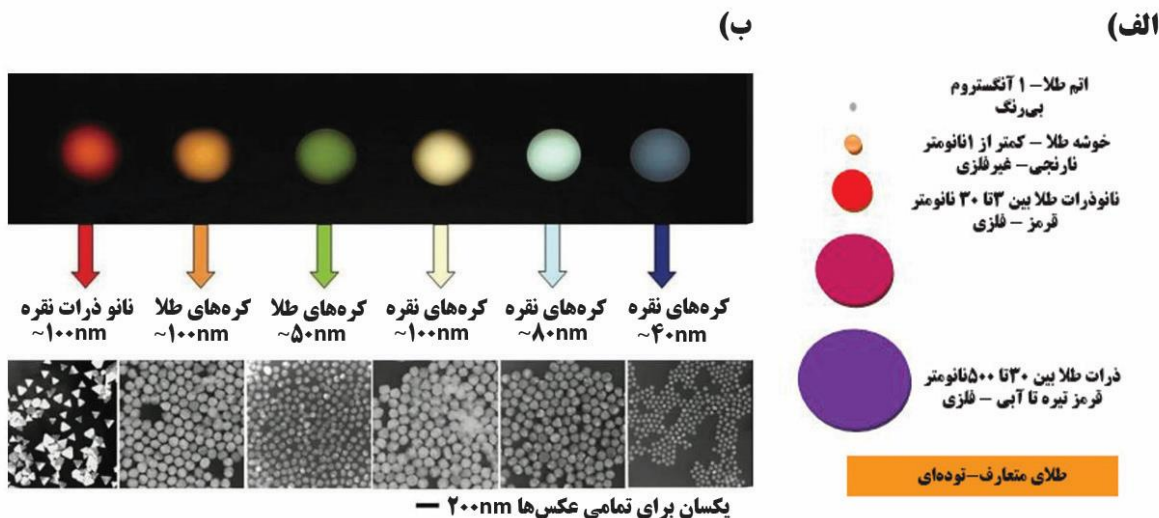 الف)
اتم طلا – ۱ آنگستروم
بی‌رنگ
خوشه طلا – کمتر از ۱نانومتر
نارنجی – غیرفلزی
نانوذرات طلا بین ۳تا ۳۰ نانومتر
قرمز – فلزی
ذرات طلا بین ۳۰تا ۵۰۰نانومتر
قرمز تیره تا آبی – فلزی
طلای متعارف–توده‌ای
ب)
کره‌های نقره
~۴۰nm
کره‌های نقره
~۸۰nm
کره‌های نقره
~۱۰۰nm
کره‌های طلا
~۵۰nm
کره‌های طلا
~۱۰۰nm
نانو ذرات نقره
~۱۰۰nm
یکسان برای تمامی عکس‌ها ۲۰۰nm